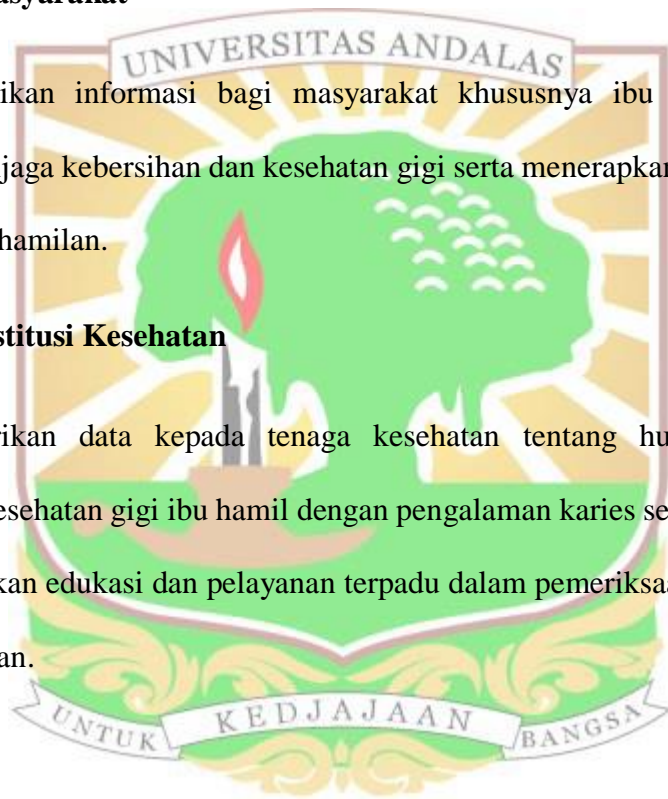 asyarakat
UNIVERSITAS ANDALAS
ikan informasi bagi masyarakat khususnya ibu
jaga kebersihan dan kesehatan gigi serta menerapkan
hamilan.
stitusi Kesehatan
rikan data kepada tenaga kesehatan tentang hu
esehatan gigi ibu hamil dengan pengalaman karies se
kan edukasi dan pelayanan terpadu dalam pemeriksaa
an.
UNTUK KEDJAJAAN BANGSA